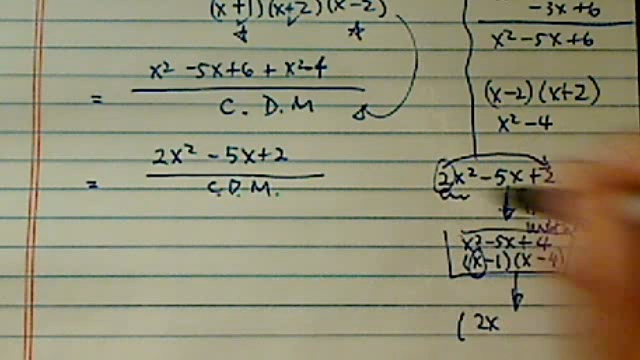 (x+1)(x+2)(x-2)
= x² -5x+6 + x²-4
C. D. M
= 2x² -5x+2
C.D.M.
-3x+6
x² -5x+6
(x-2)(x+2)
x²-4
2x²-5x+2
x²-5x+4
(x-1)(x-4)
(2x